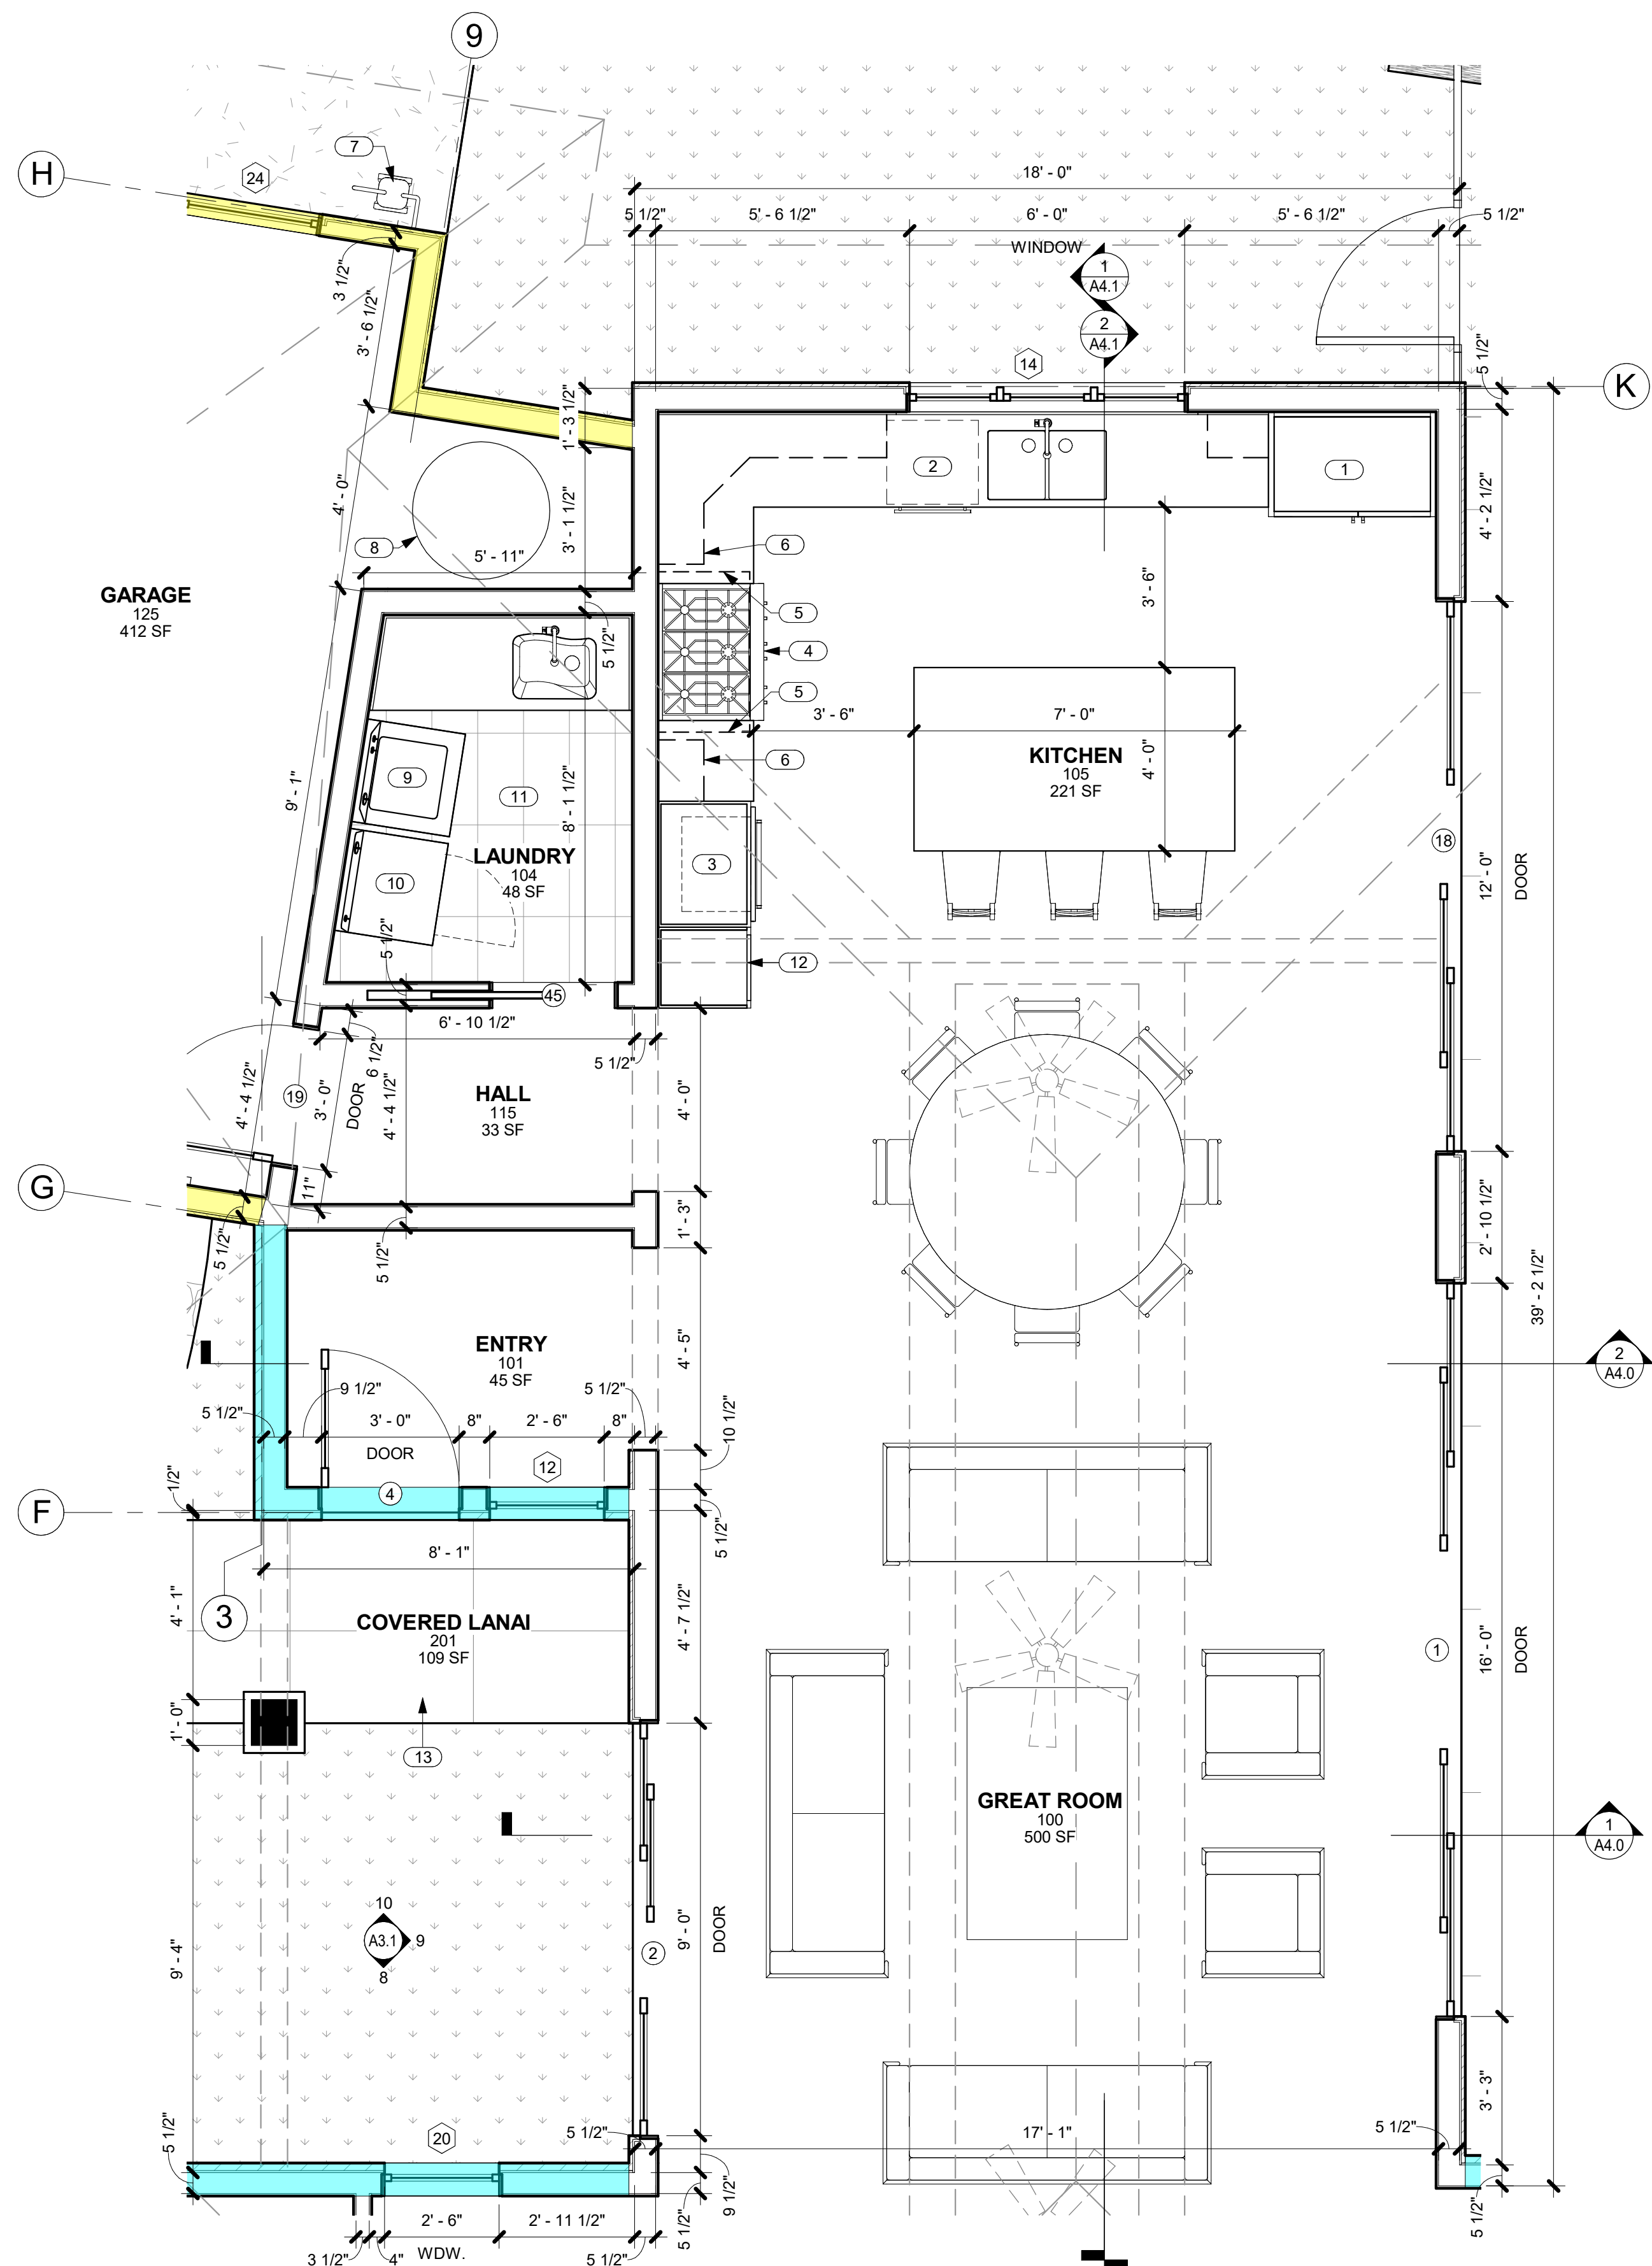 9
H
24
7
3 1/2"
3' - 6 1/2"
18' - 0"
5 1/2"
5' - 6 1/2"
6' - 0"
5' - 6 1/2"
5 1/2"
WINDOW
1
A4.1
2
A4.1
14
K
5 1/2"
1' - 3 1/2"
4' - 0"
8
5' - 11"
3' - 1 1/2"
2
1
4' - 2 1/2"
6
5
4
5
6
3' - 6"
GARAGE
125
412 SF
5 1/2"
3' - 6"
7' - 0"
KITCHEN
105
221 SF
4' - 0"
9' - 1"
9
11
8' - 1 1/2"
LAUNDRY
104
48 SF
10
3
18
12' - 0"
DOOR
5 1/2"
45
12
6' - 10 1/2"
5 1/2"
6 1/2"
4' - 4 1/2"
19
3' - 0"
DOOR
4' - 4 1/2"
HALL
115
33 SF
4' - 0"
G
11"
5 1/2"
5 1/2"
1' - 3"
2' - 10 1/2"
39' - 2 1/2"
ENTRY
101
45 SF
4' - 5"
2
A4.0
9 1/2"
5 1/2"
5 1/2"
3' - 0"
8"
2' - 6"
8"
DOOR
10 1/2"
12
4
1/2"
F
5 1/2"
8' - 1"
3
4' - 1"
COVERED LANAI
201
109 SF
4' - 7 1/2"
1
16' - 0"
DOOR
1' - 0"
13
GREAT ROOM
100
500 SF
1
A4.0
10
A3.1
9
8
9' - 4"
2
9' - 0"
DOOR
3' - 3"
20
5 1/2"
5 1/2"
17' - 1"
5 1/2"
9 1/2"
5 1/2"
5 1/2"
2' - 6"
2' - 11 1/2"
3 1/2"
4"
WDW.
5 1/2"